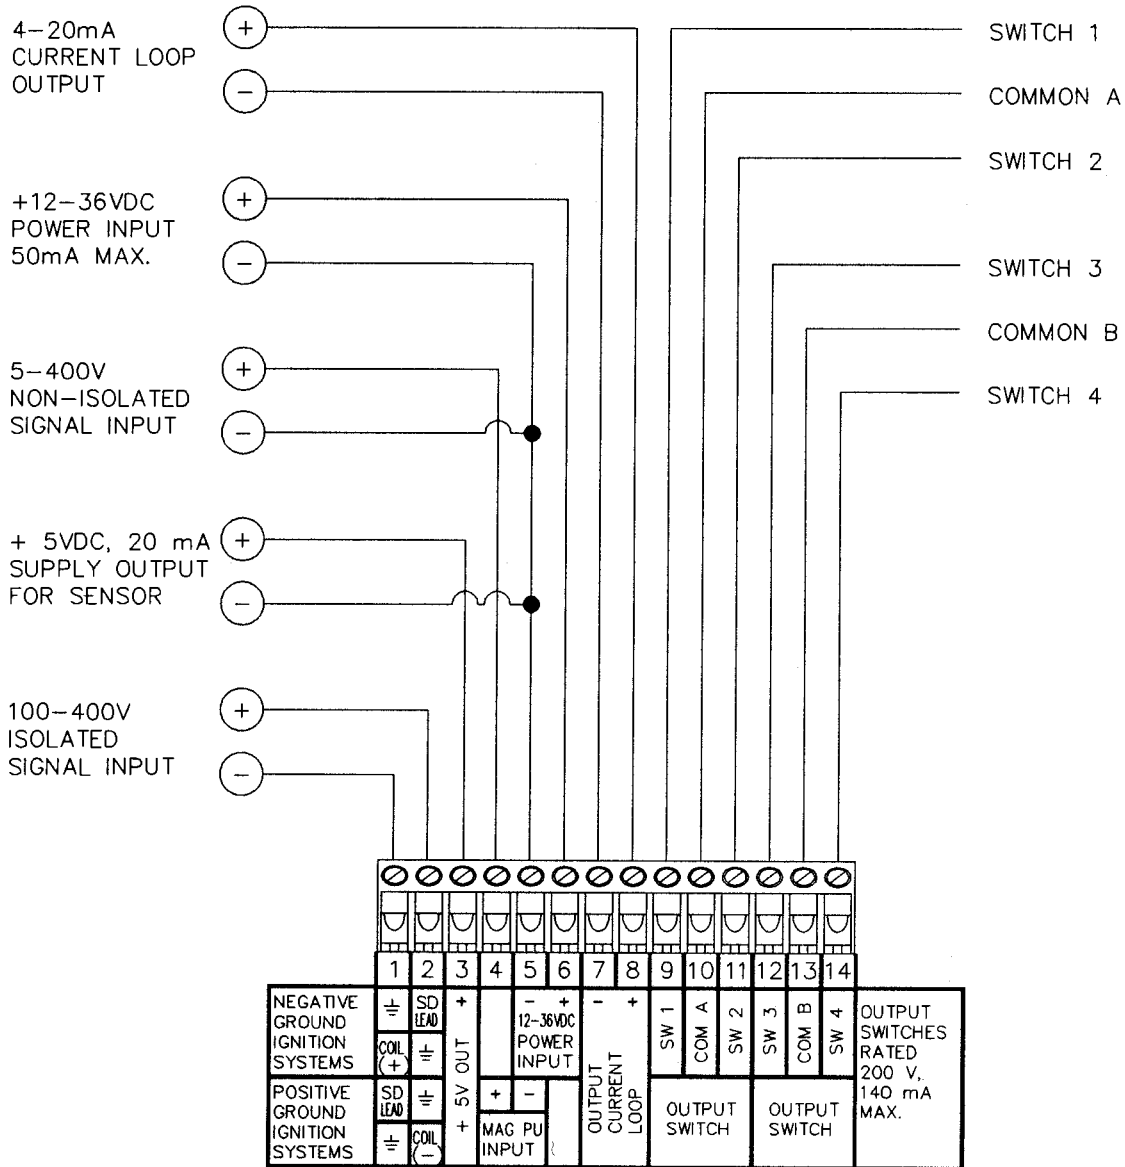 4-20mA
CURRENT LOOP
OUTPUT
+
-
+12-36VDC
POWER INPUT
50mA MAX.
+
-
5-400V
NON-ISOLATED
SIGNAL INPUT
+
-
+ 5VDC, 20 mA
SUPPLY OUTPUT
FOR SENSOR
+
-
100-400V
ISOLATED
SIGNAL INPUT
+
-
SWITCH 1
COMMON A
SWITCH 2
SWITCH 3
COMMON B
SWITCH 4
1 2 3 4 5 6 7 8 9 10 11 12 13 14
NEGATIVE
GROUND
IGNITION
SYSTEMS
SD
LEAD
COIL
(+)
POSITIVE
GROUND
IGNITION
SYSTEMS
SD
LEAD
COIL
(-)
+ 5V OUT +
- +
12-36VDC
POWER
INPUT
+ -
MAG PU
INPUT
- +
OUTPUT
CURRENT
LOOP
SW 1
COM A
SW 2
OUTPUT
SWITCH
SW 3
COM B
SW 4
OUTPUT
SWITCH
OUTPUT
SWITCHES
RATED
200 V,
140 mA
MAX.